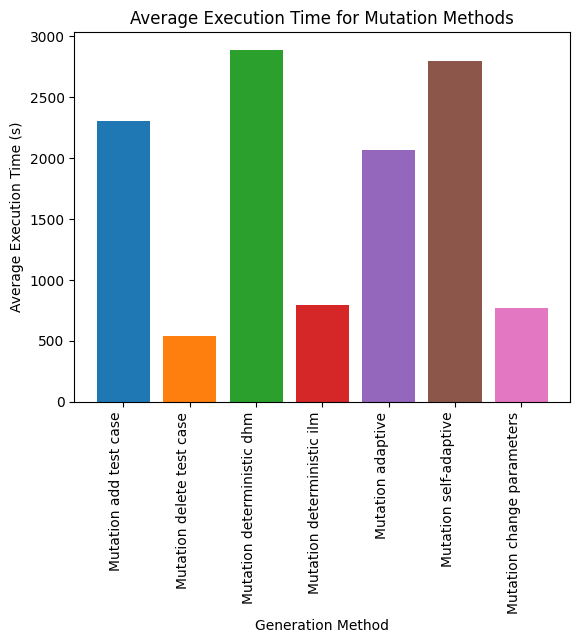 Average Execution Time for Mutation Methods
Average Execution Time (s)
3000
2500
2000
1500
1000
500
0
Mutation add test case
Mutation delete test case
Mutation deterministic dhm
Mutation deterministic ilm
Mutation adaptive
Mutation self-adaptive
Mutation change parameters
Generation Method